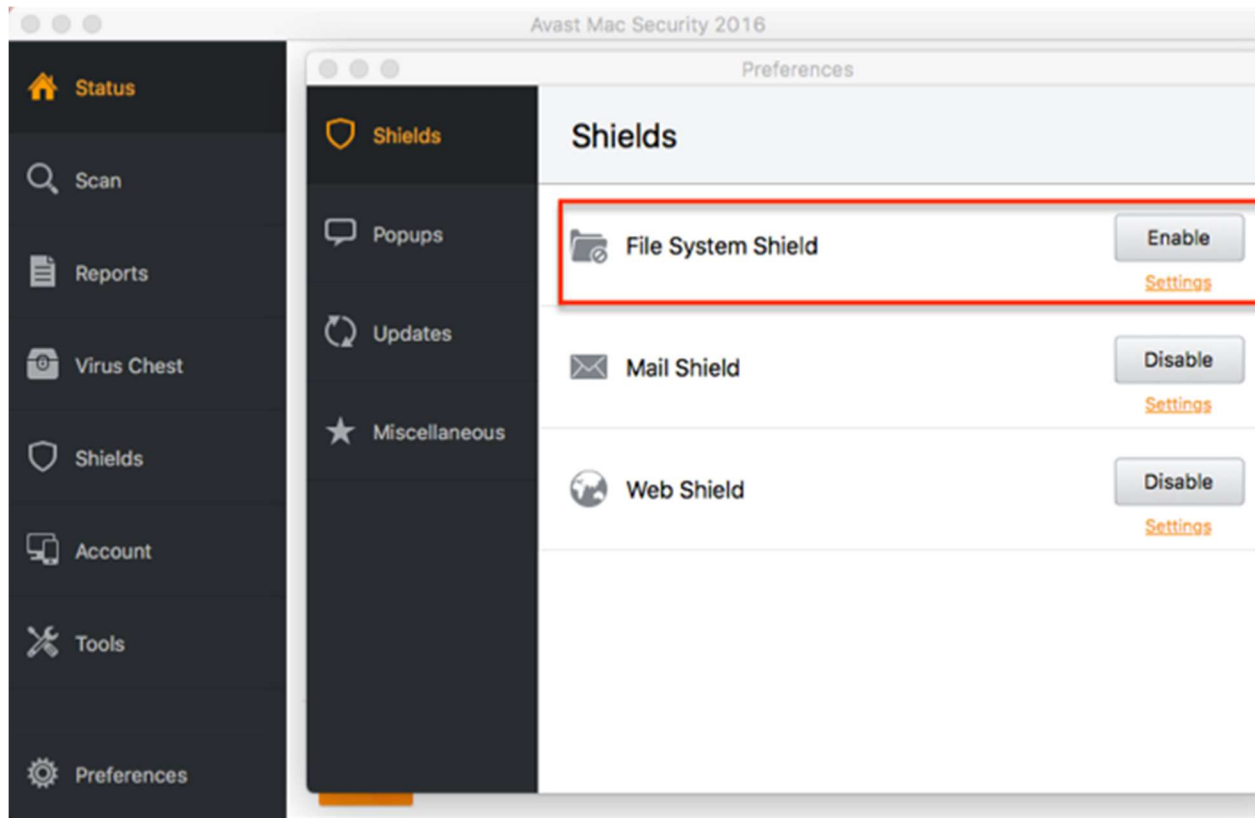 Avast Mac Security 2016
Status
Scan
Reports
Virus Chest
Shields
Account
Tools
Preferences
Preferences
Shields
Popups
Updates
Miscellaneous
Shields
File System Shield
Enable
Settings
Mail Shield
Disable
Settings
Web Shield
Disable
Settings